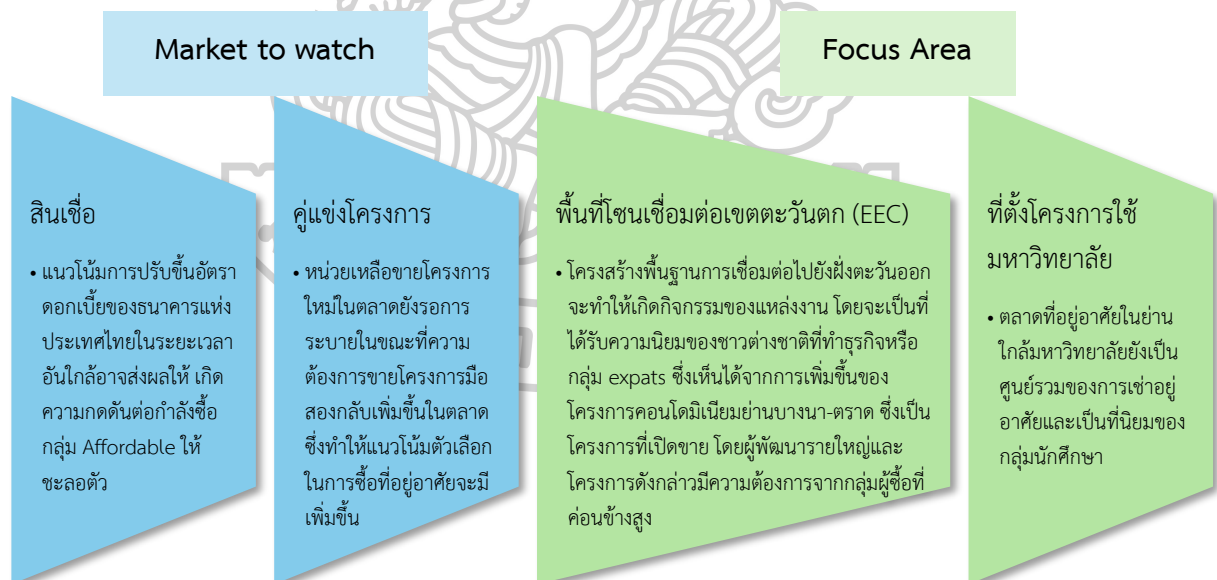 Market to watch
Focus Area
สินเชื่อ
• แนวโน้มการปรับขึ้นอัตรา
ดอกเบี้ยของธนาคารแห่ง
ประเทศไทยในระยะเวลา
อันใกล้อาจส่งผลให้ เกิด
ความกดดันต่อกำลังซื้อ
กลุ่ม Affordable ให้
ชะลอตัว
คู่แข่งโครงการ
• หน่วยเหลือขายโครงการ
ใหม่ในตลาดยังรอการ
ระบายในขณะที่ความ
ต้องการขายโครงการมือ
สองกลับเพิ่มขึ้นในตลาด
ซึ่งทำให้แนวโน้มตัวเลือก
ในการซื้อที่อยู่อาศัยจะมี
เพิ่มขึ้น
พื้นที่โซนเชื่อมต่อเขตตะวันตก (EEC)
• โครงสร้างพื้นฐานการเชื่อมต่อไปยังฝั่งตะวันออก
จะทำให้เกิดกิจกรรมของแหล่งงาน โดยจะเป็นที่
ได้รับความนิยมของชาวต่างชาติที่ทำธุรกิจหรือ
กลุ่ม expats ซึ่งเห็นได้จากการเพิ่มขึ้นของ
โครงการคอนโดมิเนียมย่านบางนา-ตราด ซึ่งเป็น
โครงการที่เปิดขาย โดยผู้พัฒนารายใหญ่และ
โครงการดังกล่าวมีความต้องการจากกลุ่มผู้ซื้อที่
ค่อนข้างสูง
ที่ตั้งโครงการใช้
มหาวิทยาลัย
• ตลาดที่อยู่อาศัยในย่าน
ใกล้มหาวิทยาลัยยังเป็น
ศูนย์รวมของการเช่าอยู่
อาศัยและเป็นที่นิยมของ
กลุ่มนักศึกษา